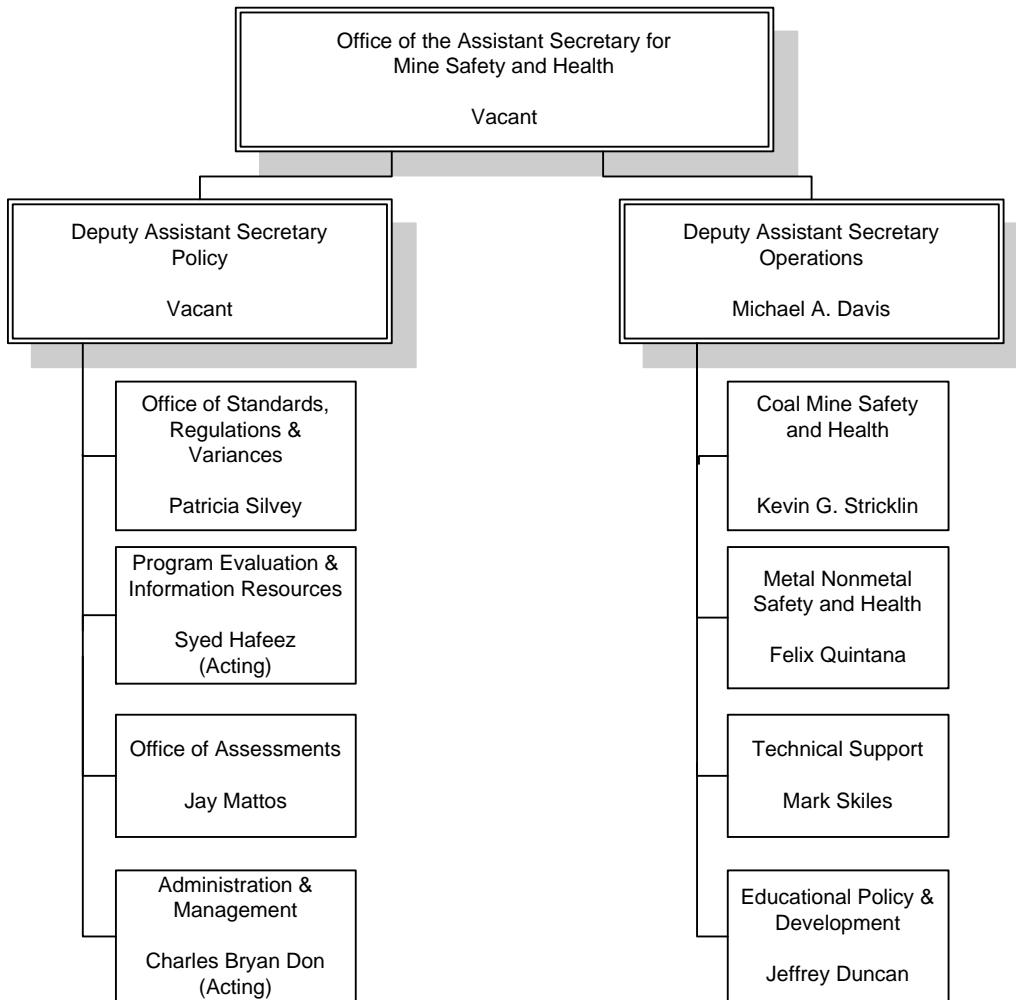 Office of the Assistant Secretary for
Mine Safety and Health
Vacant
Deputy Assistant Secretary
Policy
Vacant
Deputy Assistant Secretary
Operations
Michael A. Davis
Office of Standards,
Regulations &
Variances
Patricia Silvey
Program Evaluation &
Information Resources
Syed Hafeez
(Acting)
Office of Assessments
Jay Mattos
Administration &
Management
Charles Bryan Don
(Acting)
Coal Mine Safety
and Health
Kevin G. Stricklin
Metal Nonmetal
Safety and Health
Felix Quintana
Technical Support
Mark Skiles
Educational Policy &
Development
Jeffrey Duncan